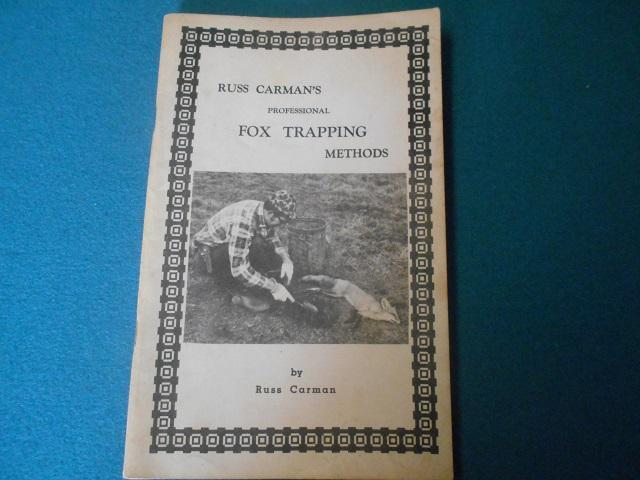 RUSS CARMAN'S
PROFESSIONAL
FOX TRAPPING
METHODS
by
Russ Carman